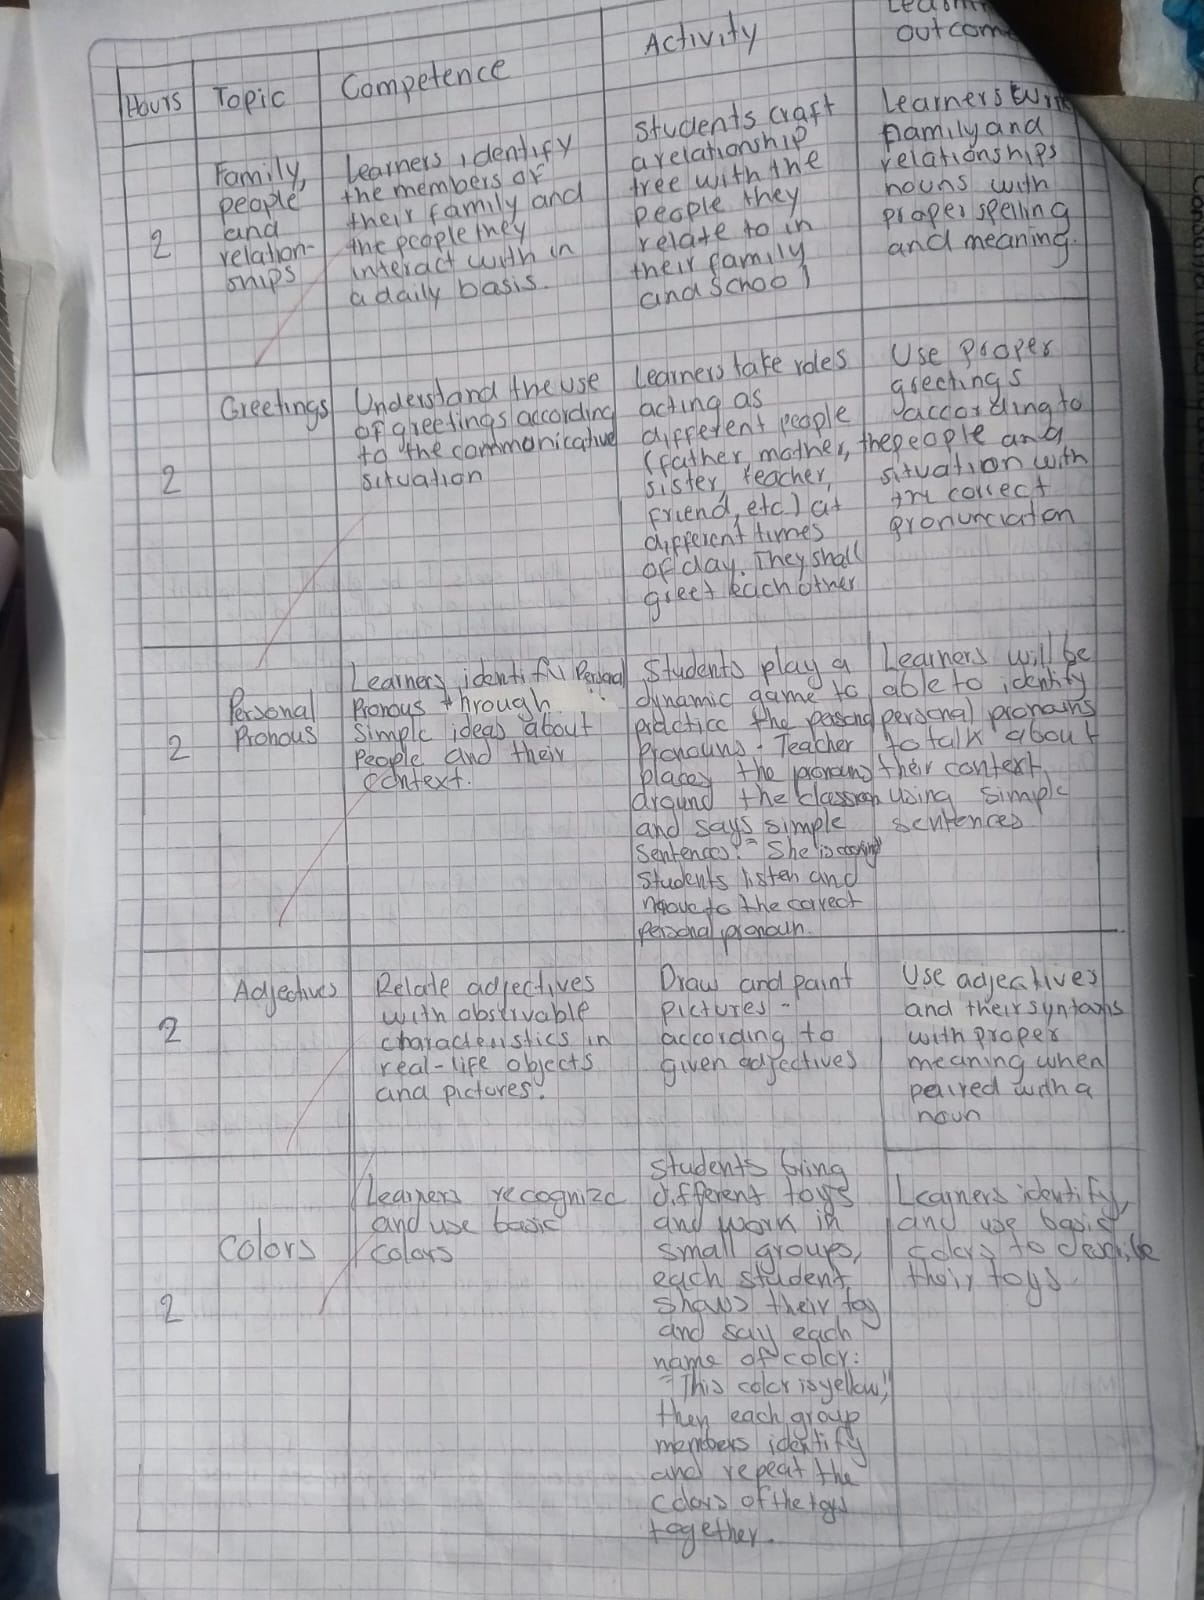 Hours
Topic
Competence
Activity
outcom
2
Family,
people
and
relation-
ships
Learners identify
the members of
their family and
the people they
interact with in
a daily basis.
Students craft
a relationship
tree with the
people they
relate to in
their family
and School
Learners
family and
relationships
nouns with
proper spelling
and meaning.
2
Greetings
Understand the use
of greetings according
to the communicative
situation
Learners take roles
acting as
different people
(father, mother,
sister, teacher,
friend, etc.) at
different times
of day. They shall
greet each other
Use proper
greetings
according to
the people and
situation with
the correct
pronunciation
2
Personal
Pronous
Learners identify Personal
Pronous through
Simple ideas about
People and their
context.
Students play a
dynamic game to
practice the
pronouns. Teacher
places the pronouns
around the
and says simple
sentences: "She is
Students listen and
move to the correct
personal pronoun.
Learners will be
able to identify
personal pronouns
to talk about
their context
using simple
sentences
2
Adjectives
Relate adjectives
with observable
characteristics in
real-life objects
and pictures.
Draw and paint
pictures
according to
given adjectives
Use adjectives
and their
with proper
meaning when
paired with a
noun
2
Colors
Learners recognize
and use basic
colors
Students bring
different toys
and work in
small groups,
each student
shows their toy
and say each
name of color:
"This color is yellow,"
then each group
members identify
and repeat the
colors of the toys
together.
Learners identify,
and use basic
colors to describe
their toys.